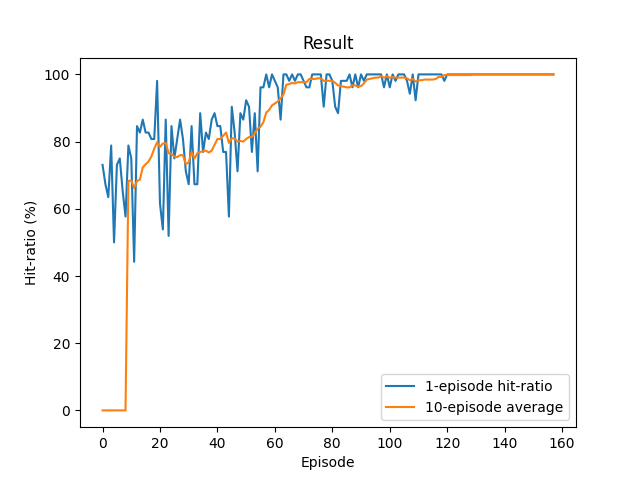 Result
Hit-ratio (%)
100
80
60
40
20
0
0 20 40 60 80 100 120 140 160
Episode
1-episode hit-ratio
10-episode average